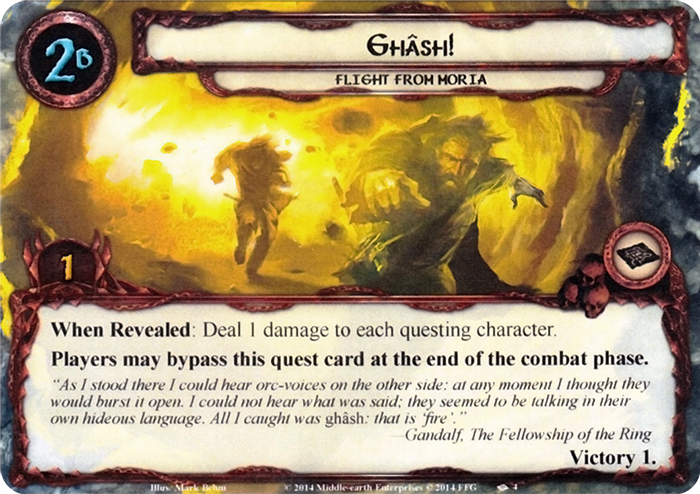 2B
Ghâsh!
FLIGHT FROM MORIA
1
When Revealed: Deal 1 damage to each questing character.
Players may bypass this quest card at the end of the combat phase.
“As I stood there I could hear orc-voices on the other side: at any moment I thought they
would burst it open. I could not hear what was said; they seemed to be talking in their
own hideous language. All I caught was ghâsh: that is ‘fire’.”
—Gandalf, The Fellowship of the Ring
Victory 1.
Illus. Mark Behm © 2014 Middle-earth Enterprises © 2014 FFG 4